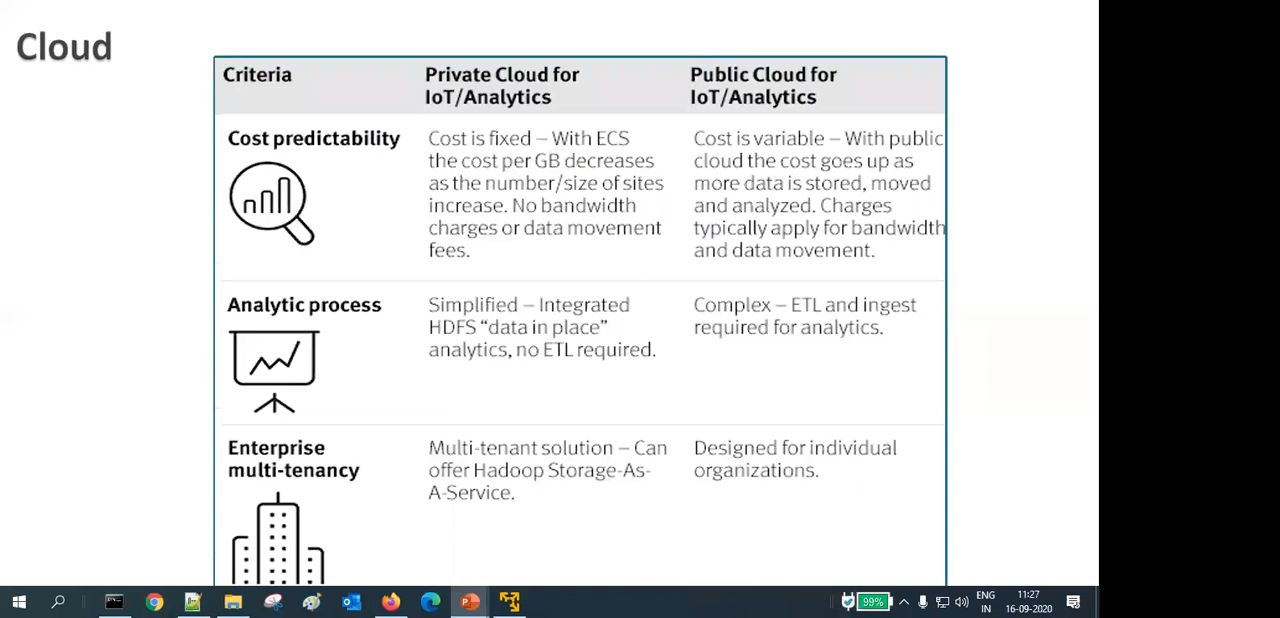 Cloud
Criteria
Private Cloud for
IoT/Analytics
Public Cloud for
IoT/Analytics
Cost predictability
Cost is fixed – With ECS
the cost per GB decreases
as the number/size of sites
increase. No bandwidth
charges or data movement
fees.
Cost is variable – With public
cloud the cost goes up as
more data is stored, moved
and analyzed. Charges
typically apply for bandwidth
and data movement.
Analytic process
Simplified – Integrated
HDFS “data in place”
analytics, no ETL required.
Complex – ETL and ingest
required for analytics.
Enterprise
multi-tenancy
Multi-tenant solution – Can
offer Hadoop Storage-As-
A-Service.
Designed for individual
organizations.
99%
ENG
IN
11:27
16-09-2020